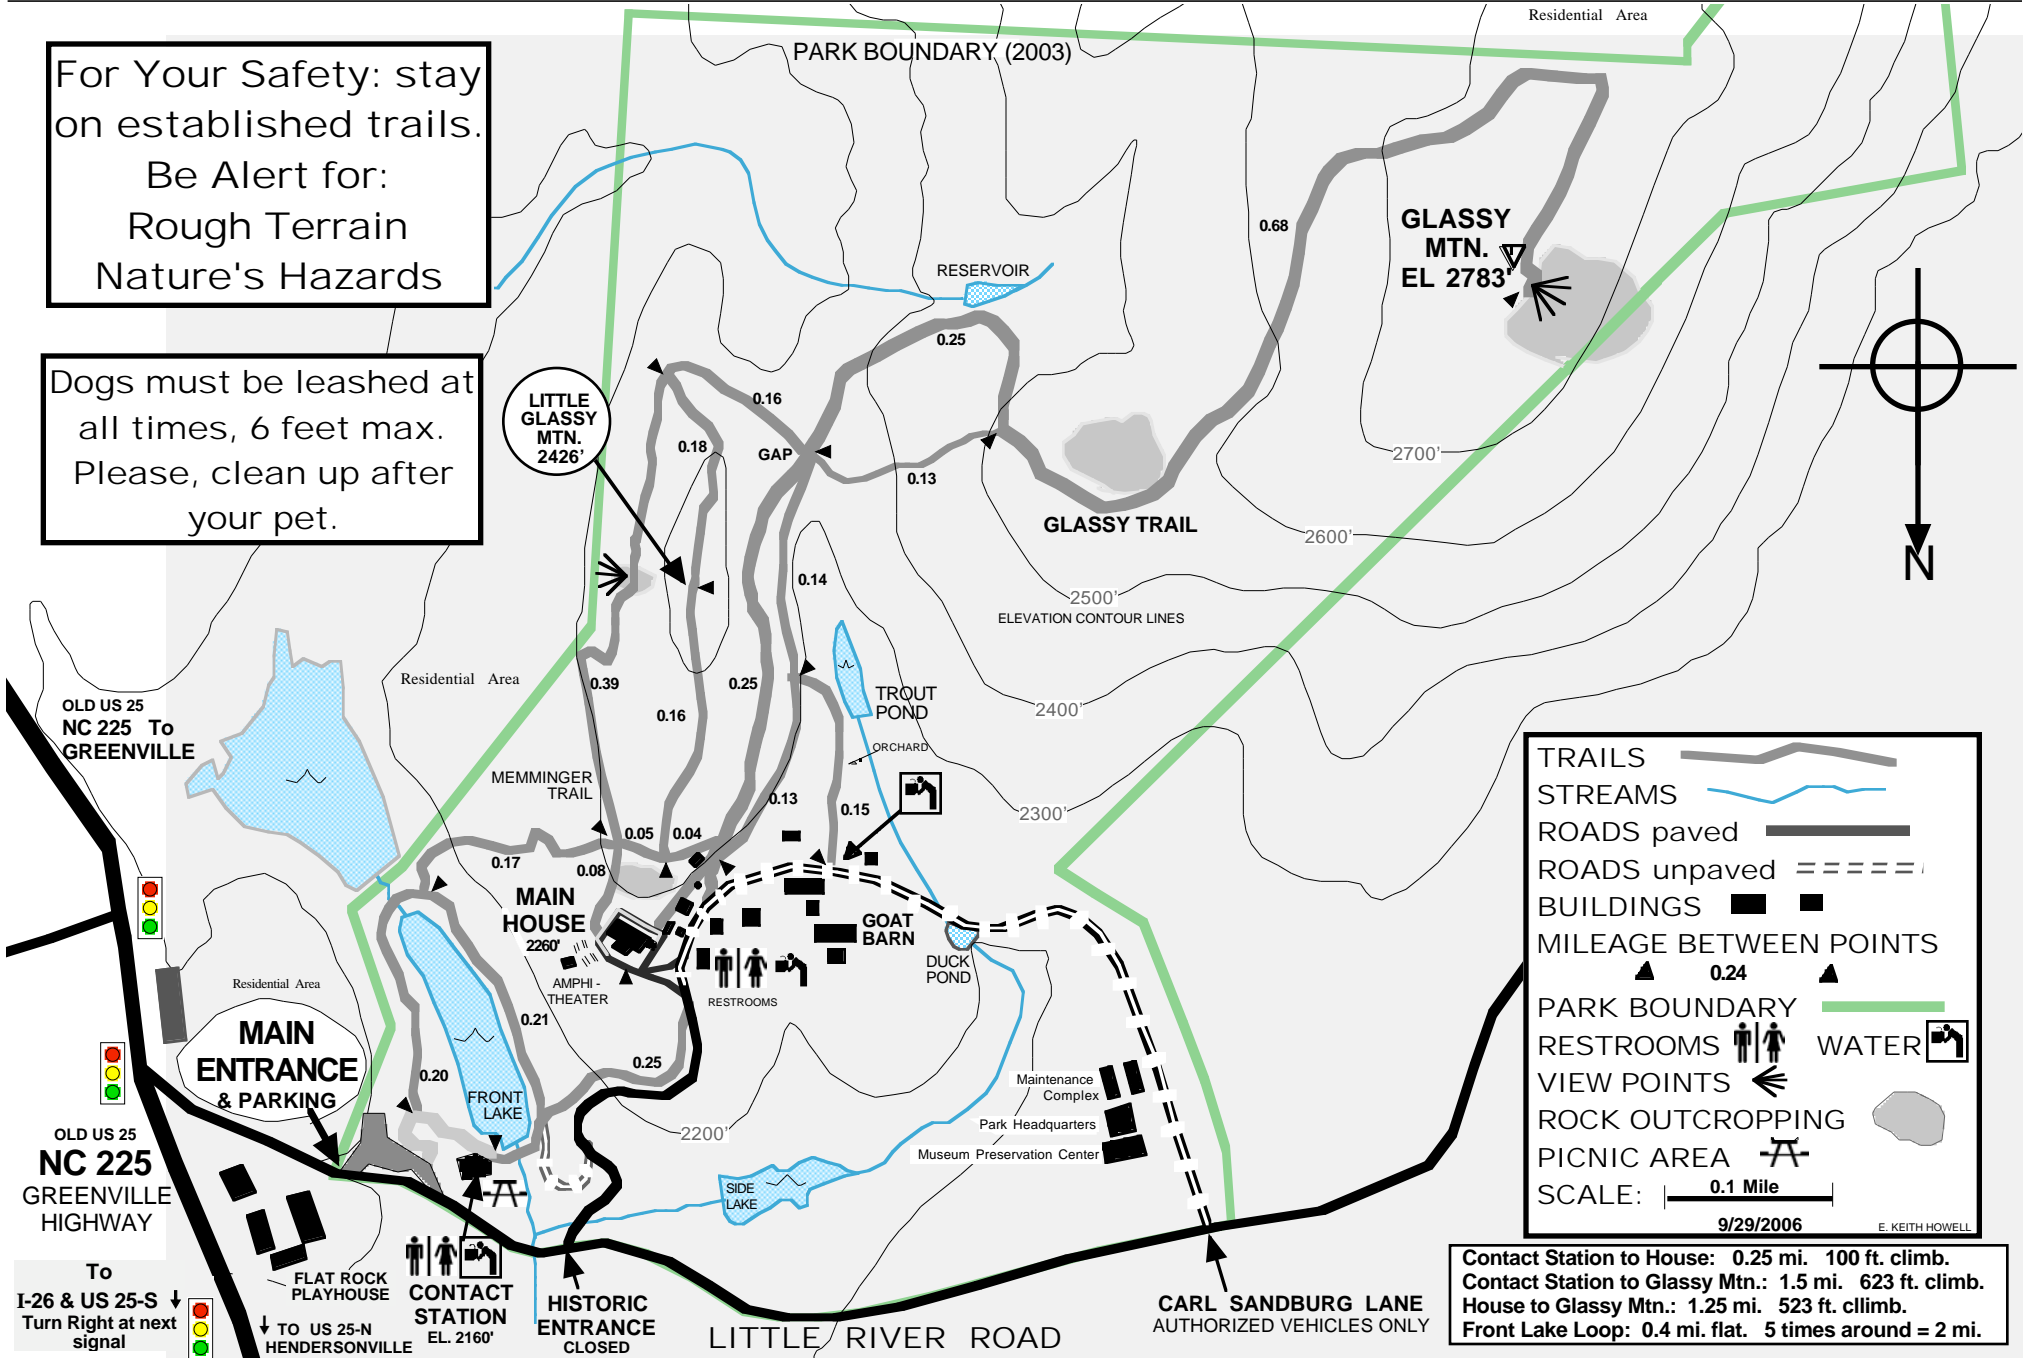 Residential Area
PARK BOUNDARY (2003)
For Your Safety: stay
on established trails.
Be Alert for:
Rough Terrain
Nature's Hazards
Dogs must be leashed at
all times, 6 feet max.
Please, clean up after
your pet.
RESERVOIR
0.25
0.68
GLASSY
MTN.
EL 2783'
LITTLE
GLASSY
MTN.
2426'
0.16
0.18
GAP
0.13
GLASSY TRAIL
2700'
2600'
2500'
ELEVATION CONTOUR LINES
N
0.14
Residential Area
0.39
0.25
0.16
TROUT
POND
2400'
ORCHARD
OLD US 25
NC 225 To
GREENVILLE
MEMMINGER
TRAIL
0.13
0.15
2300'
0.05
0.04
0.17
0.08
MAIN
HOUSE
2260'
GOAT
BARN
DUCK
POND
AMPHI-
THEATER
RESTROOMS
Residential Area
MAIN
ENTRANCE
& PARKING
0.21
0.20
0.25
FRONT
LAKE
2200'
Maintenance
Complex
Park Headquarters
Museum Preservation Center
SIDE
LAKE
OLD US 25
NC 225
GREENVILLE
HIGHWAY
FLAT ROCK
PLAYHOUSE
To
I-26 & US 25-S
Turn Right at next
signal
TO US 25-N
HENDERSONVILLE
CONTACT
STATION
EL. 2160'
HISTORIC
ENTRANCE
CLOSED
LITTLE RIVER ROAD
CARL SANDBURG LANE
AUTHORIZED VEHICLES ONLY
TRAILS
STREAMS
ROADS paved
ROADS unpaved
BUILDINGS
MILEAGE BETWEEN POINTS
0.24
PARK BOUNDARY
RESTROOMS WATER
VIEW POINTS
ROCK OUTCROPPING
PICNIC AREA
SCALE: 0.1 Mile
9/29/2006
E. KEITH HOWELL
Contact Station to House: 0.25 mi. 100 ft. climb.
Contact Station to Glassy Mtn.: 1.5 mi. 623 ft. climb.
House to Glassy Mtn.: 1.25 mi. 523 ft. cllimb.
Front Lake Loop: 0.4 mi. flat. 5 times around = 2 mi.